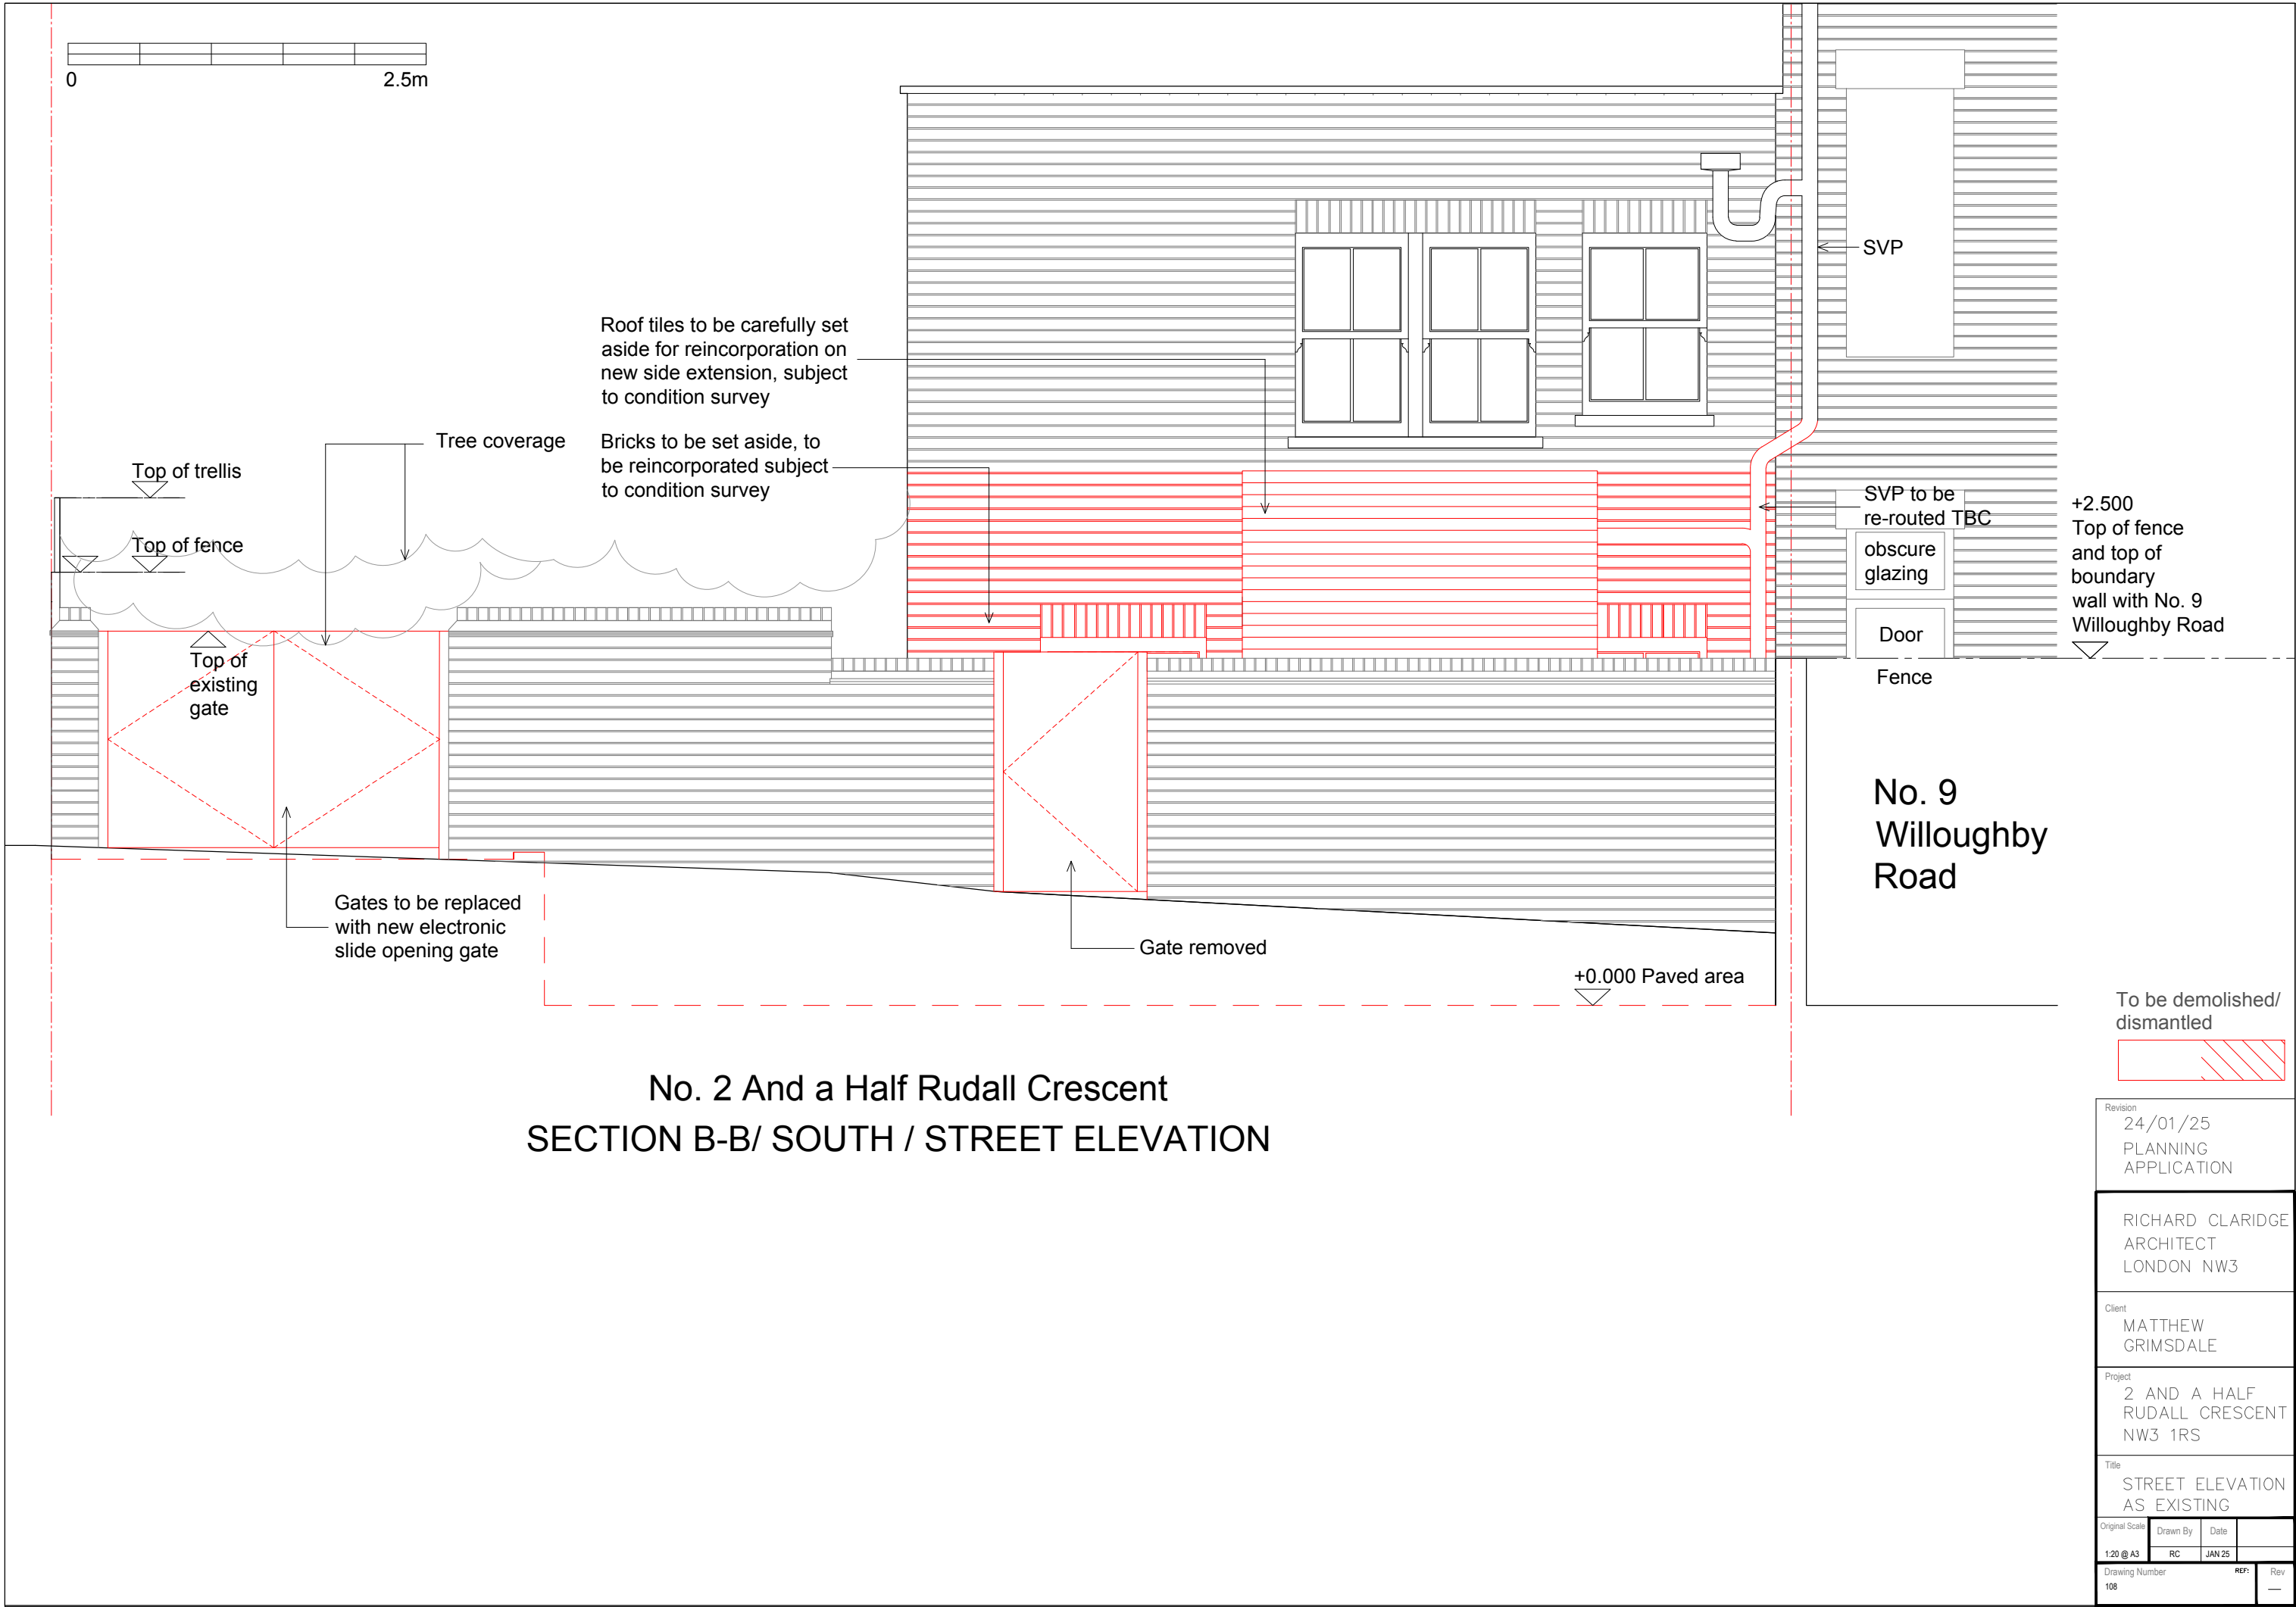 0
2.5m
Roof tiles to be carefully set
aside for reincorporation on
new side extension, subject
to condition survey
Bricks to be set aside, to
be reincorporated subject
to condition survey
Tree coverage
Top of trellis
Top of fence
Top of
existing
gate
SVP
SVP to be
re-routed TBC
obscure
glazing
Door
Fence
+2.500
Top of fence
and top of
boundary
wall with No. 9
Willoughby Road
No. 9
Willoughby
Road
Gates to be replaced
with new electronic
slide opening gate
Gate removed
+0.000 Paved area
No. 2 And a Half Rudall Crescent
SECTION B-B/ SOUTH / STREET ELEVATION
To be demolished/
dismantled
Revision
24/01/25
PLANNING
APPLICATION
RICHARD CLARIDGE
ARCHITECT
LONDON NW3
Client
MATTHEW
GRIMSDALE
Project
2 AND A HALF
RUDALL CRESCENT
NW3 1RS
Title
STREET ELEVATION
AS EXISTING
Original Scale Drawn By Date
1:20 @ A3 RC JAN 25
Drawing Number REF: Rev
108 —